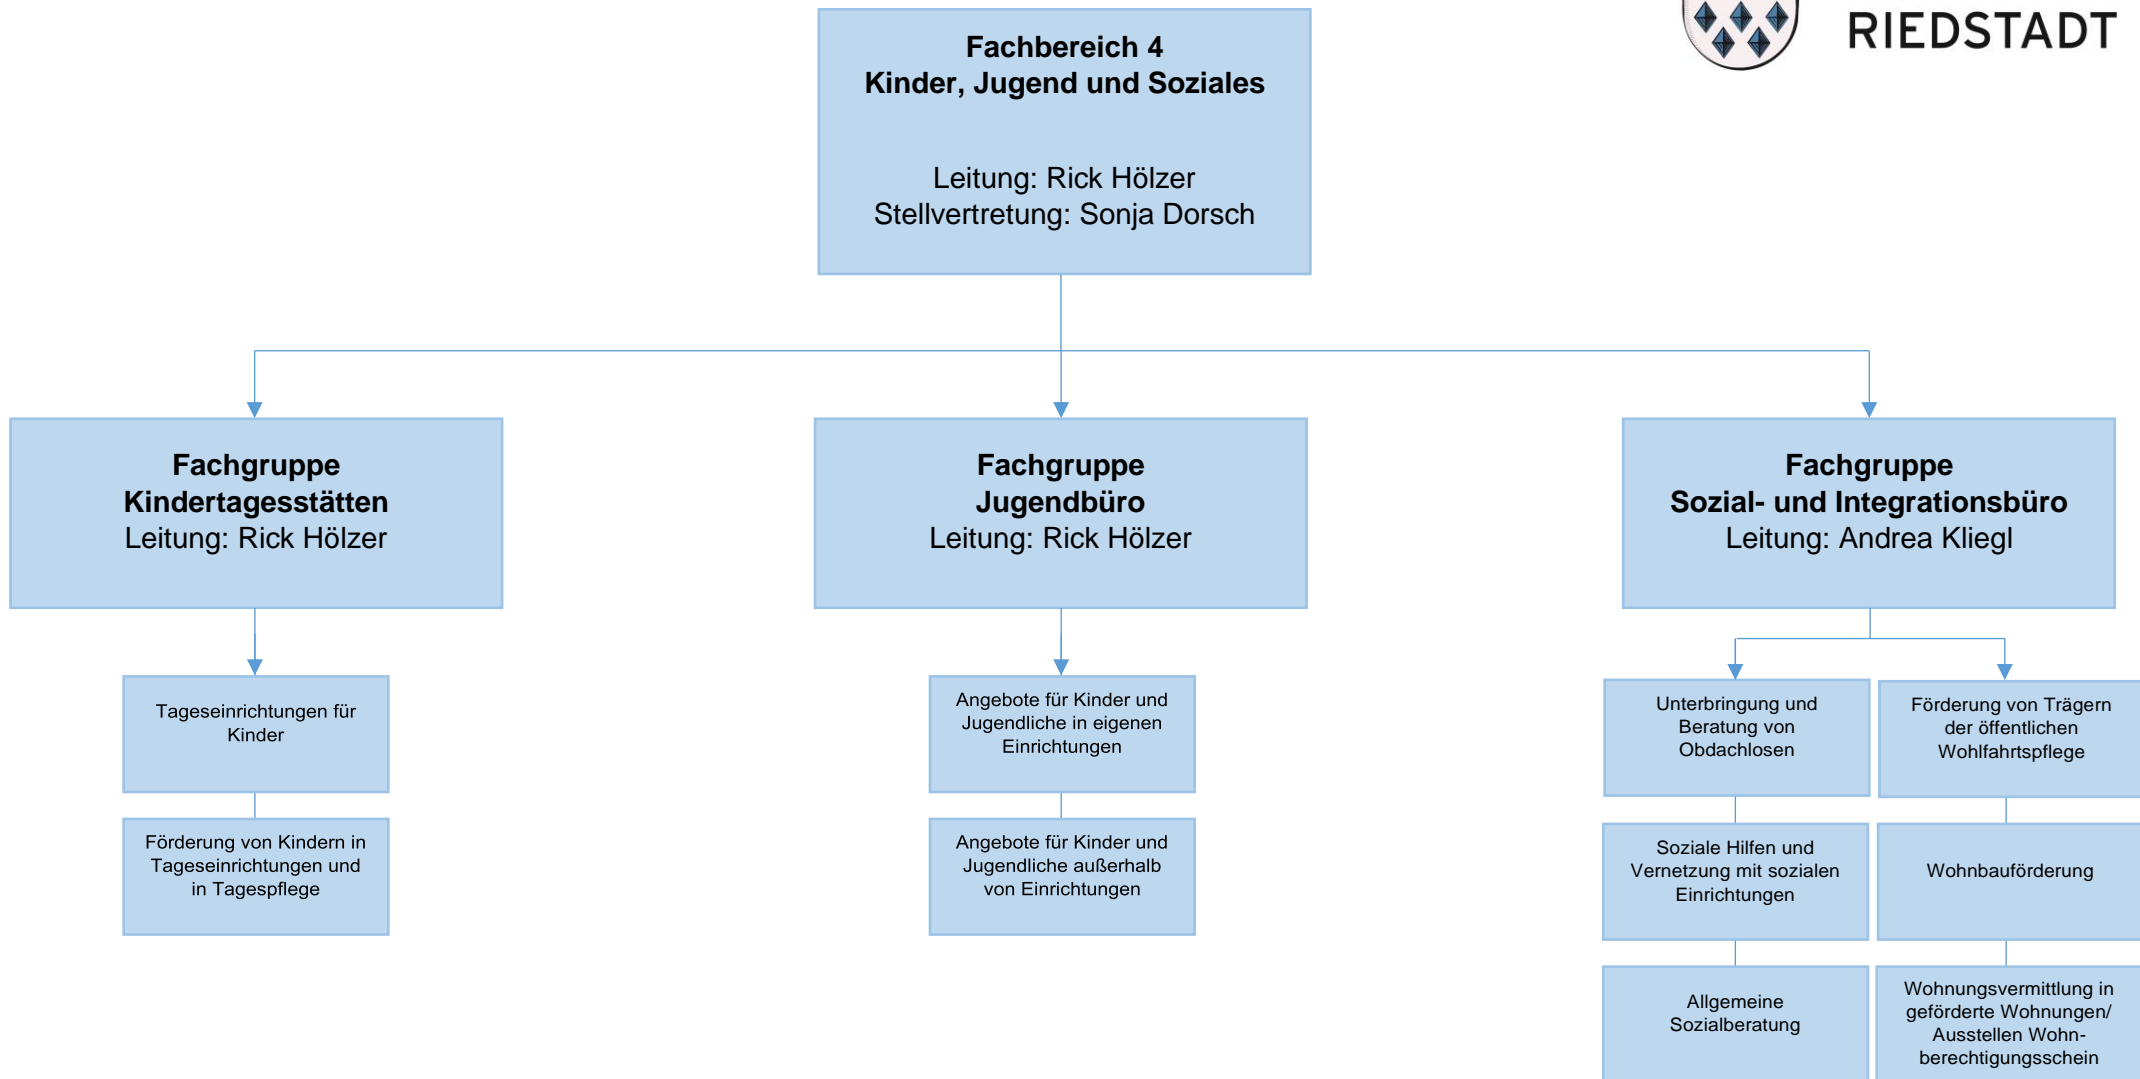 RIEDSTADT
Fachbereich 4
Kinder, Jugend und Soziales
Leitung: Rick Hölzer
Stellvertretung: Sonja Dorsch
Fachgruppe
Kindertagesstätten
Leitung: Rick Hölzer
Fachgruppe
Jugendbüro
Leitung: Rick Hölzer
Fachgruppe
Sozial- und Integrationsbüro
Leitung: Andrea Kliegl
Tageseinrichtungen für
Kinder
Förderung von Kindern in
Tageseinrichtungen und
in Tagespflege
Angebote für Kinder und
Jugendliche in eigenen
Einrichtungen
Angebote für Kinder und
Jugendliche außerhalb
von Einrichtungen
Unterbringung und
Beratung von
Obdachlosen
Soziale Hilfen und
Vernetzung mit sozialen
Einrichtungen
Allgemeine
Sozialberatung
Förderung von Trägern
der öffentlichen
Wohlfahrtspflege
Wohnbauförderung
Wohnungsvermittlung in
geförderte Wohnungen/
Ausstellen Wohn-
berechtigungsschein